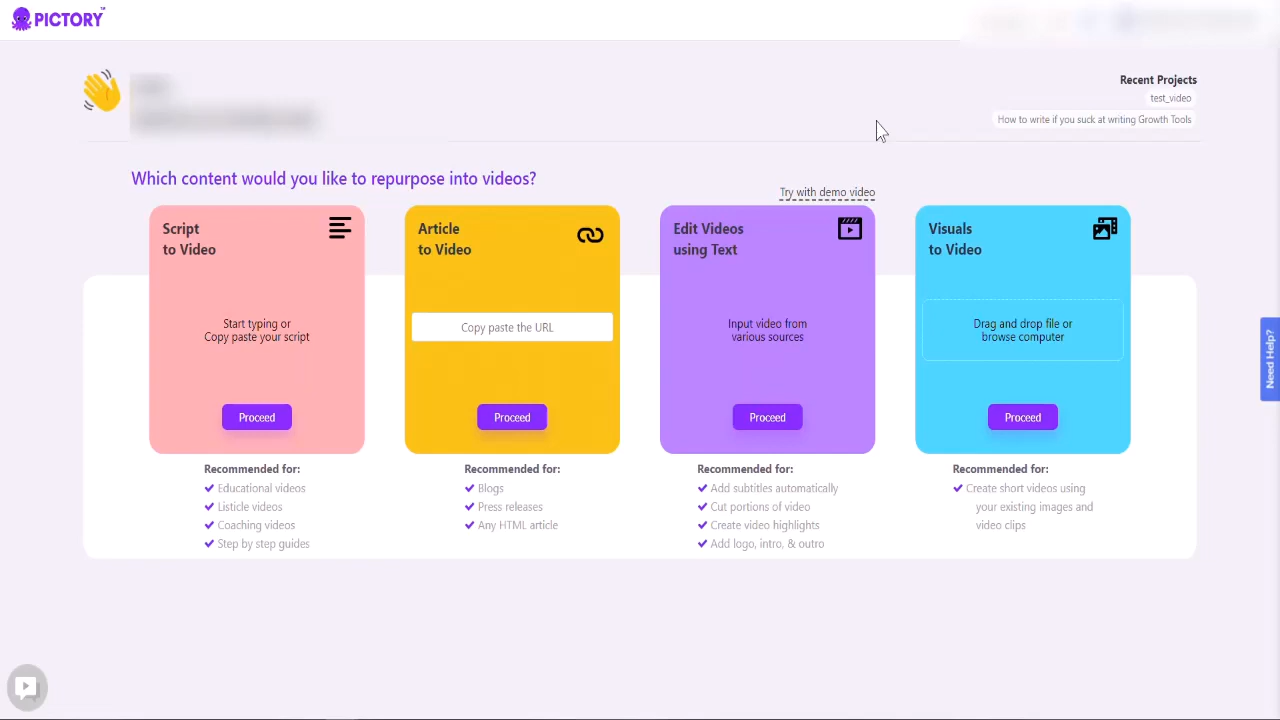 PICTORY™
Recent Projects
test_video
How to write if you suck at writing Growth Tools
Which content would you like to repurpose into videos?
Try with demo video
Script
to Video
Start typing or
Copy paste your script
Proceed
Recommended for:
Educational videos
Listicle videos
Coaching videos
Step by step guides
Article
to Video
Copy paste the URL
Proceed
Recommended for:
Blogs
Press releases
Any HTML article
Edit Videos
using Text
Input video from
various sources
Proceed
Recommended for:
Add subtitles automatically
Cut portions of video
Create video highlights
Add logo, intro, & outro
Visuals
to Video
Drag and drop file or
browse computer
Proceed
Recommended for:
Create short videos using
your existing images and
video clips
Need Help?